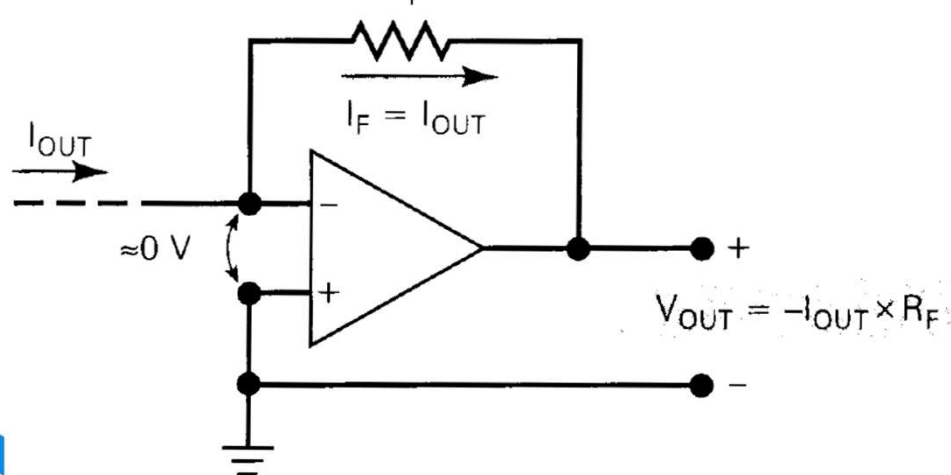 I_F = I_OUT
I_OUT
−
≈0 V
+
+
V_OUT = −I_OUT × R_F
−